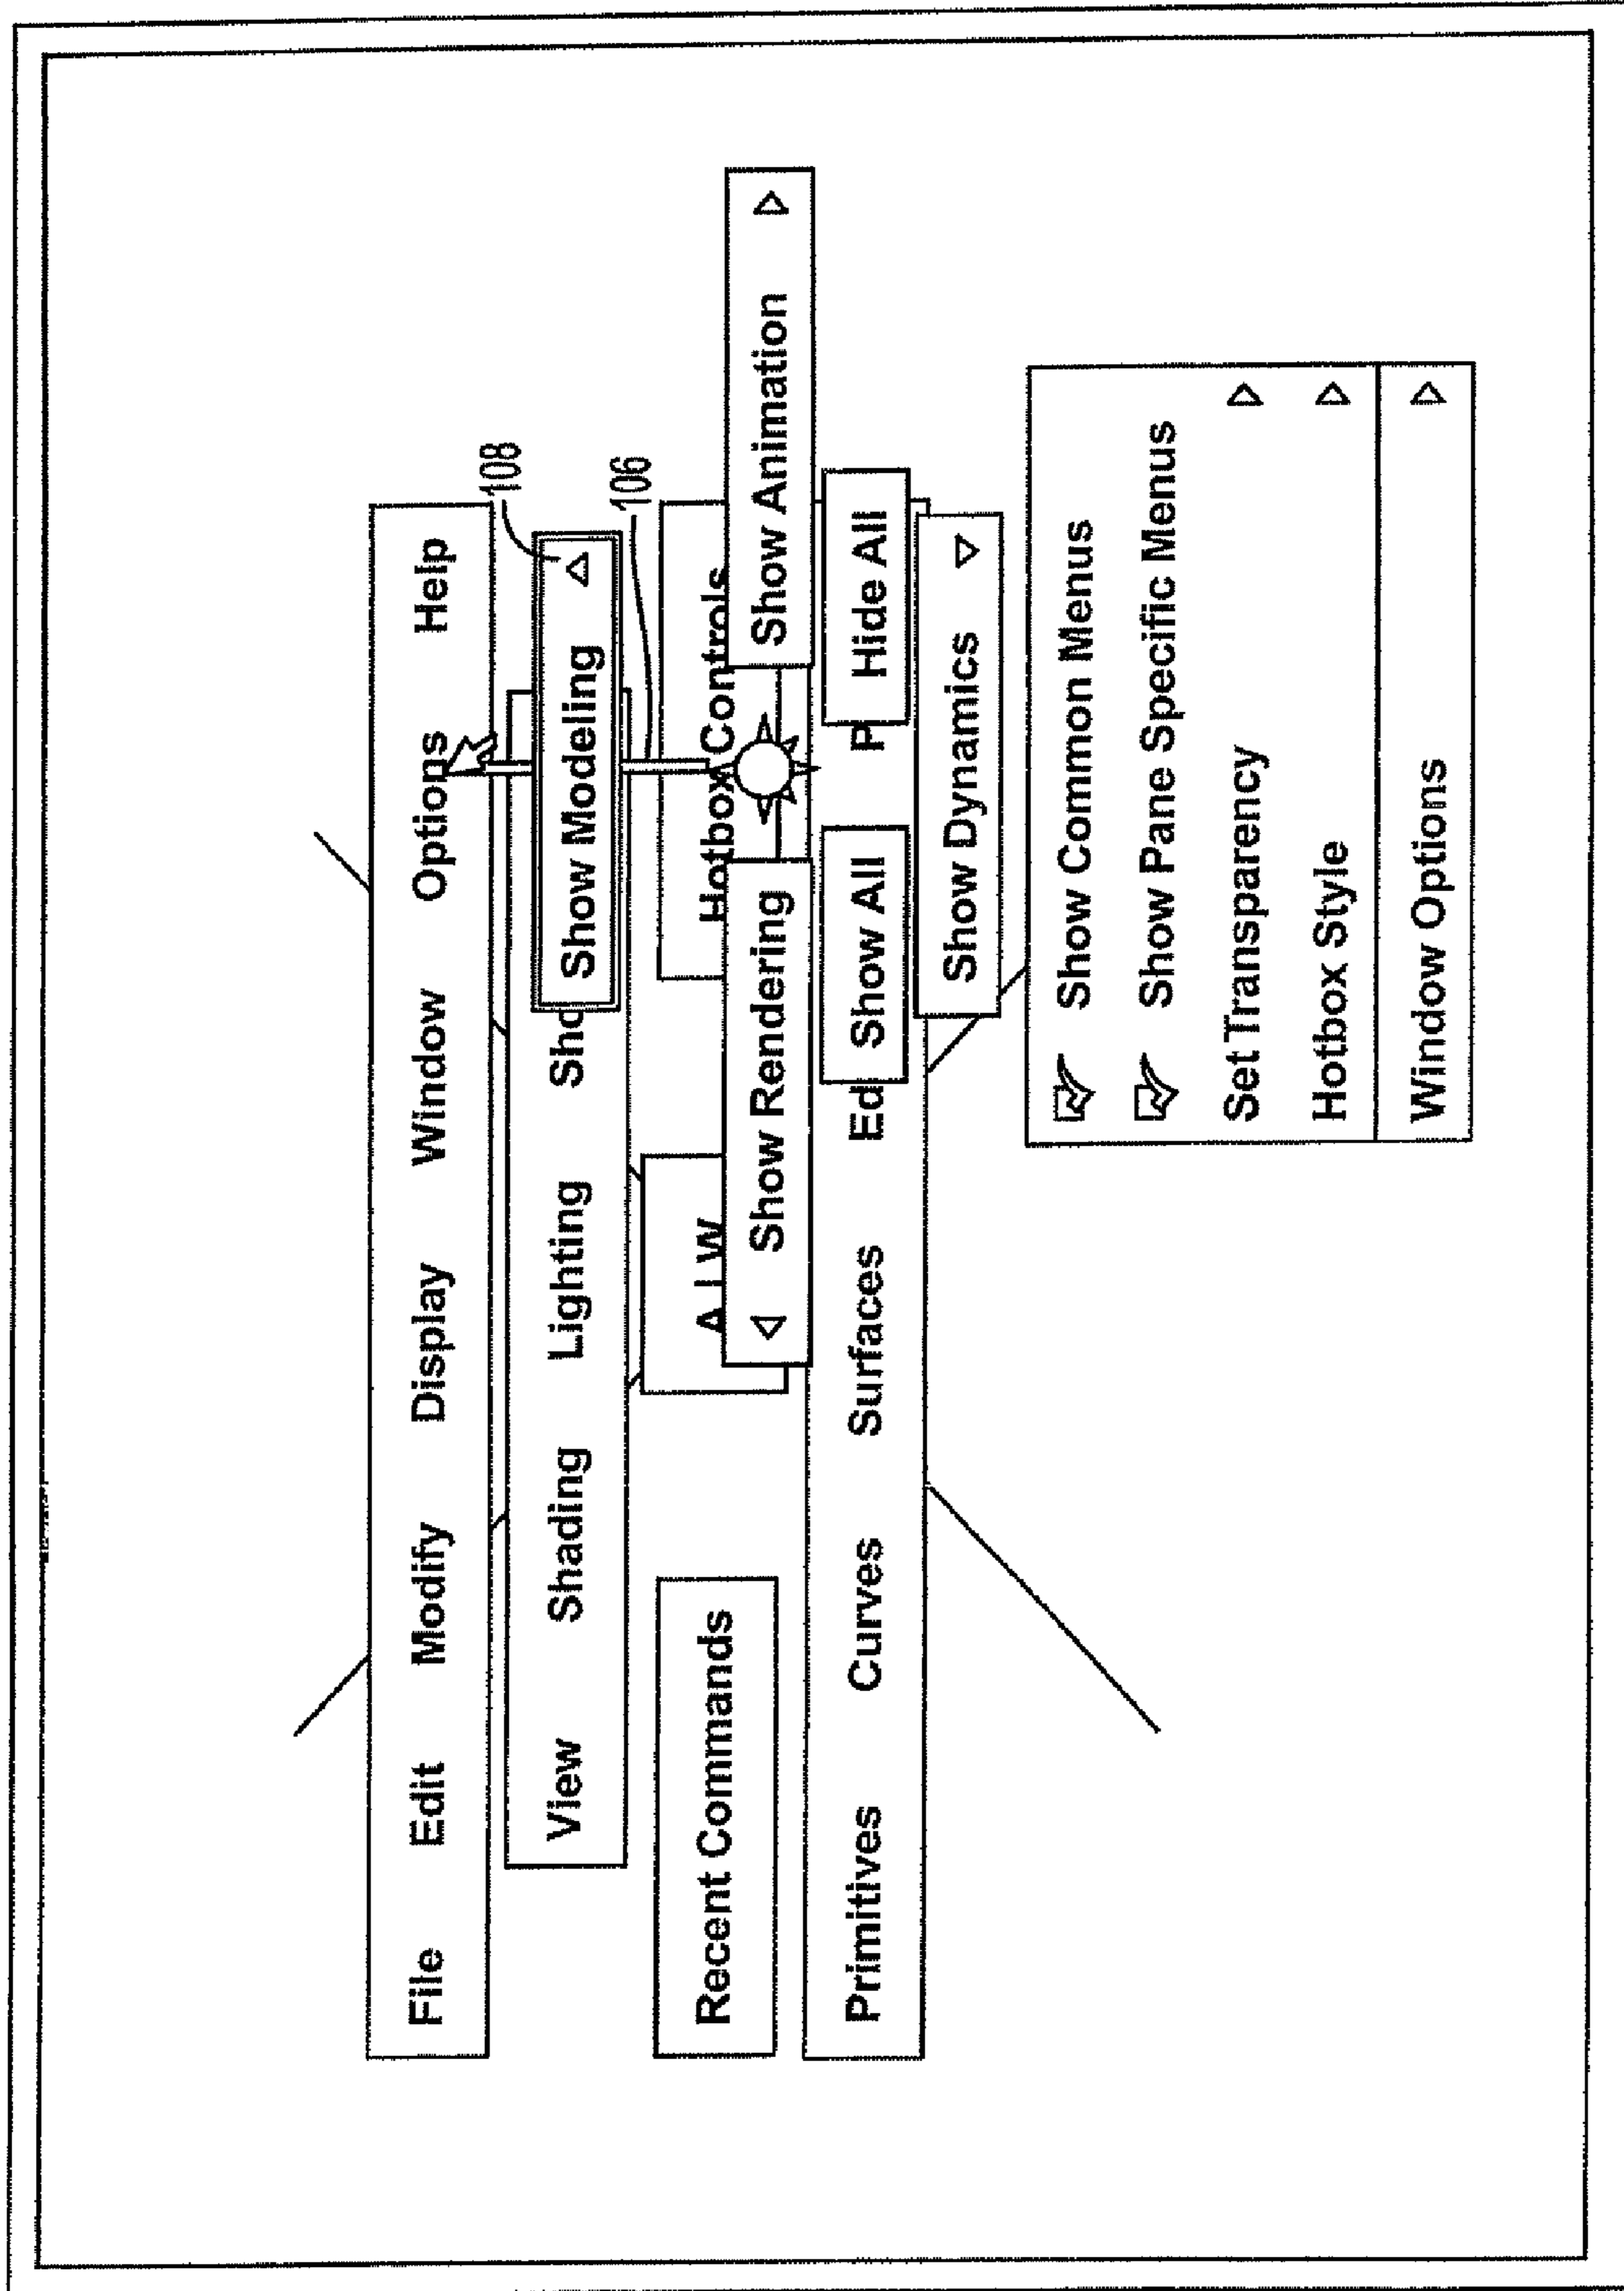 File Edit Modify Display Window Options Help
108
View Shading Lighting Sho
Show Modeling
106
Recent Commands
A | W
Hotbox Controls
Show Rendering
Show Animation
Primitives Curves Surfaces Ed
Show All
P
Hide All
Show Dynamics
Show Common Menus
Show Pane Specific Menus
Set Transparency
Hotbox Style
Window Options